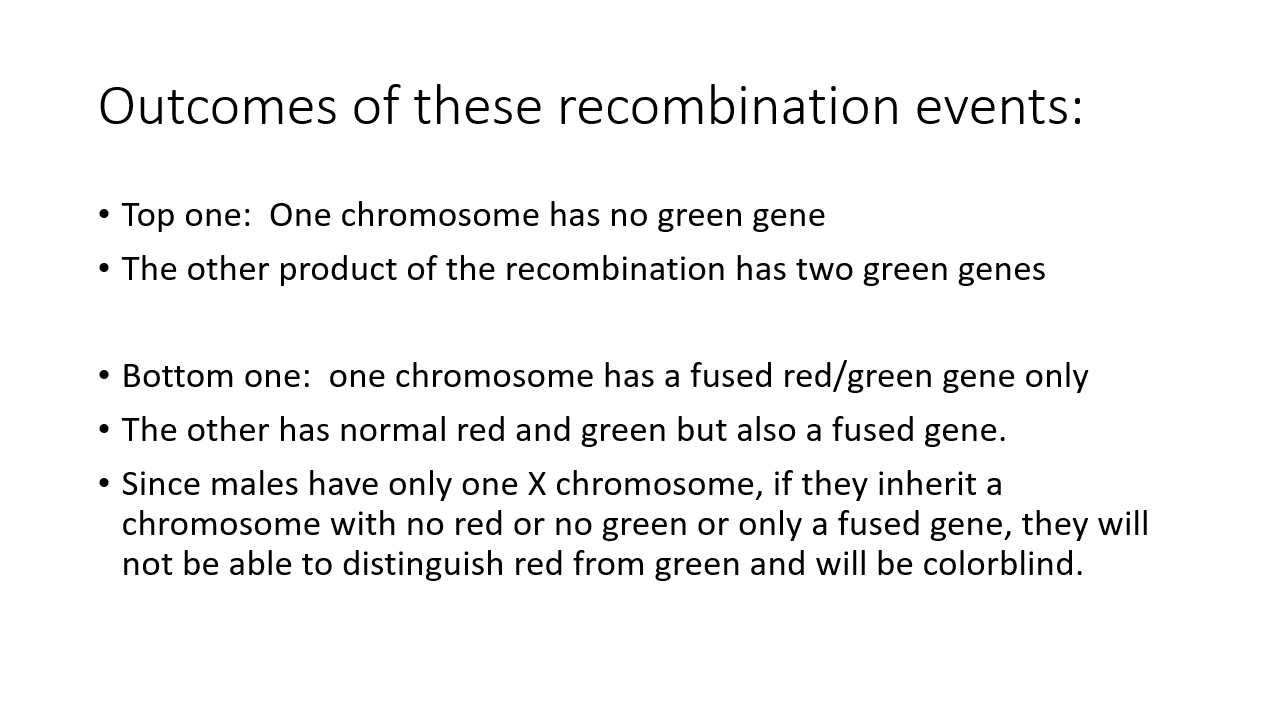 Outcomes of these recombination events:
• Top one:  One chromosome has no green gene
• The other product of the recombination has two green genes
• Bottom one:  one chromosome has a fused red/green gene only
• The other has normal red and green but also a fused gene.
• Since males have only one X chromosome, if they inherit a
chromosome with no red or no green or only a fused gene, they will
not be able to distinguish red from green and will be colorblind.